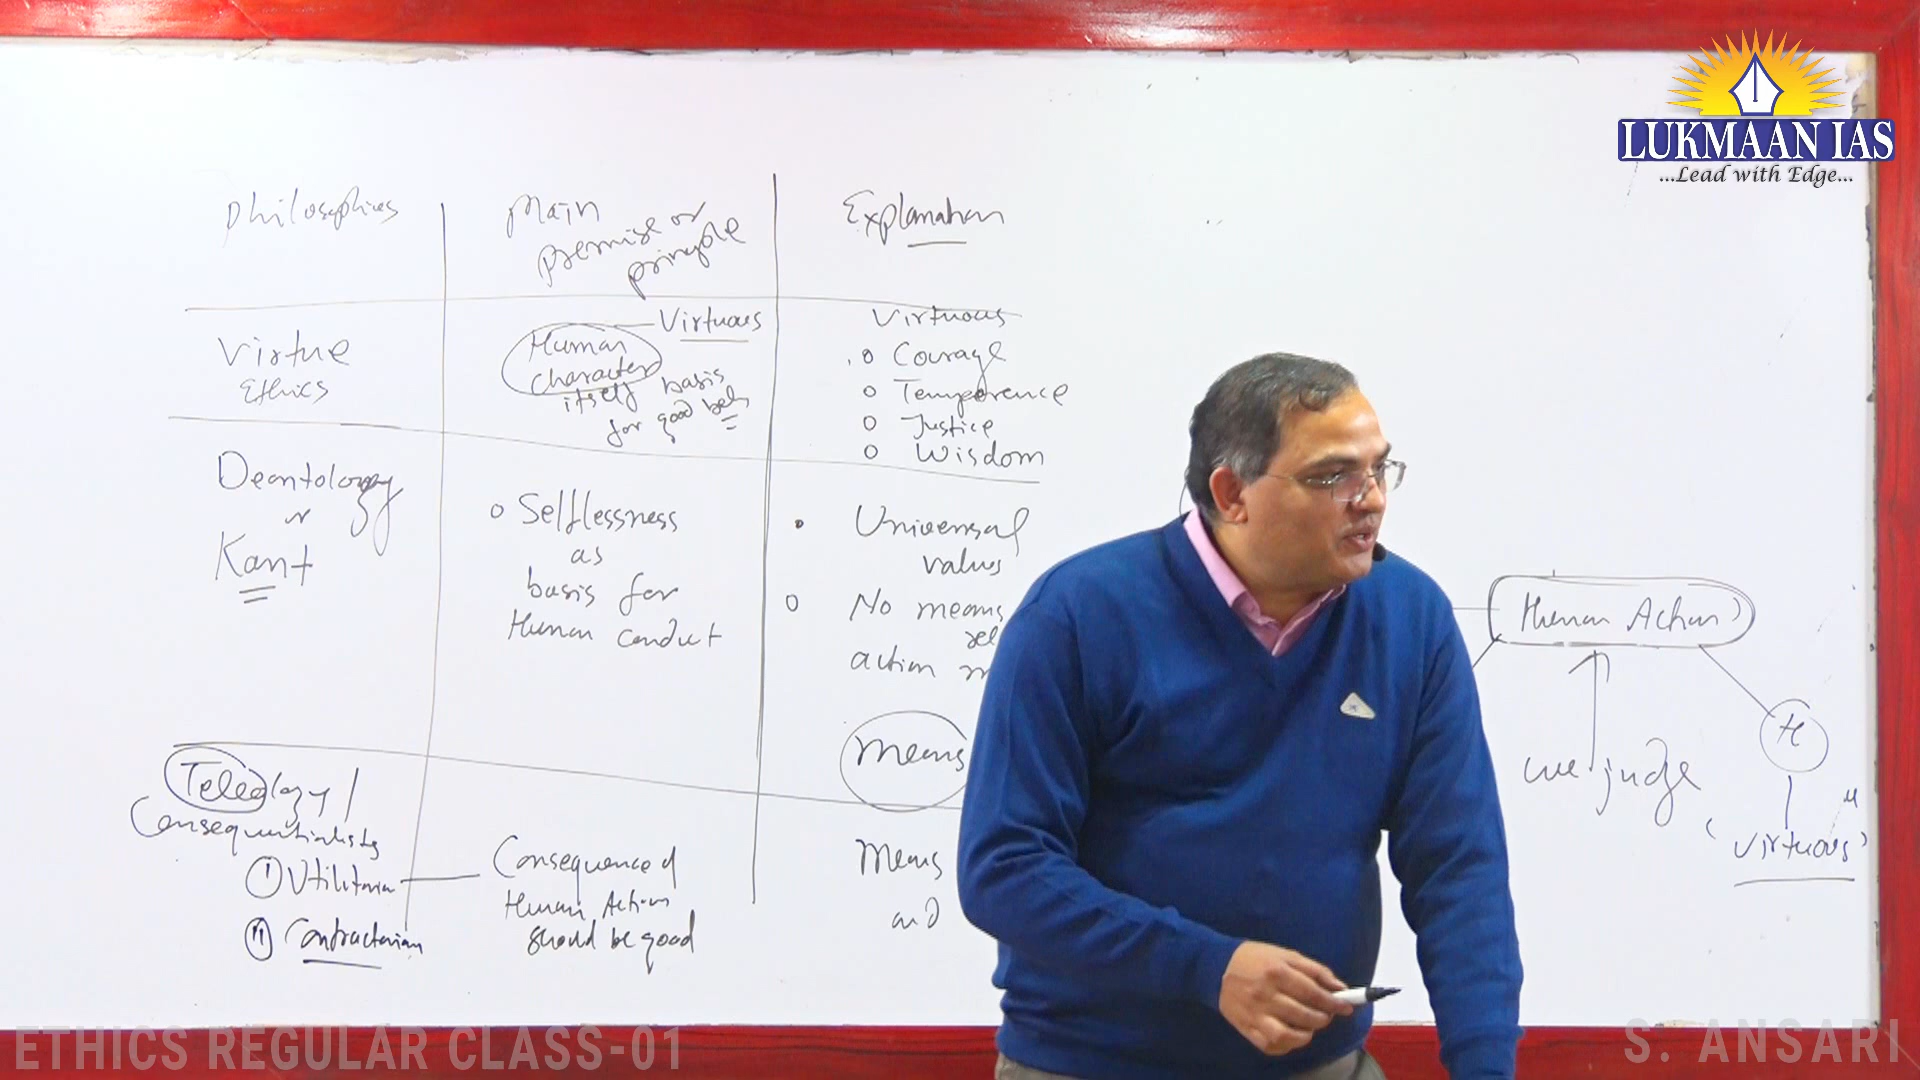 LUKMAAN IAS
...Lead with Edge...
Philosophies
Main
premise or
principle
Explanation
Virtue
Ethics
Virtuous
Human
character
itself basis
for good beh
Virtuous
Courage
Temperence
Justice
Wisdom
Deontology
or
Kant
Selflessness
as
basis for
Human conduct
Universal
values
No means
action
Means
Teleology /
Consequentialists
I Utilitarian
II Contractarian
Consequence of
Human Action
should be good
Means
and
Human Action
we judge
H
"Virtuous"
ETHICS REGULAR CLASS-01
S. ANSARI